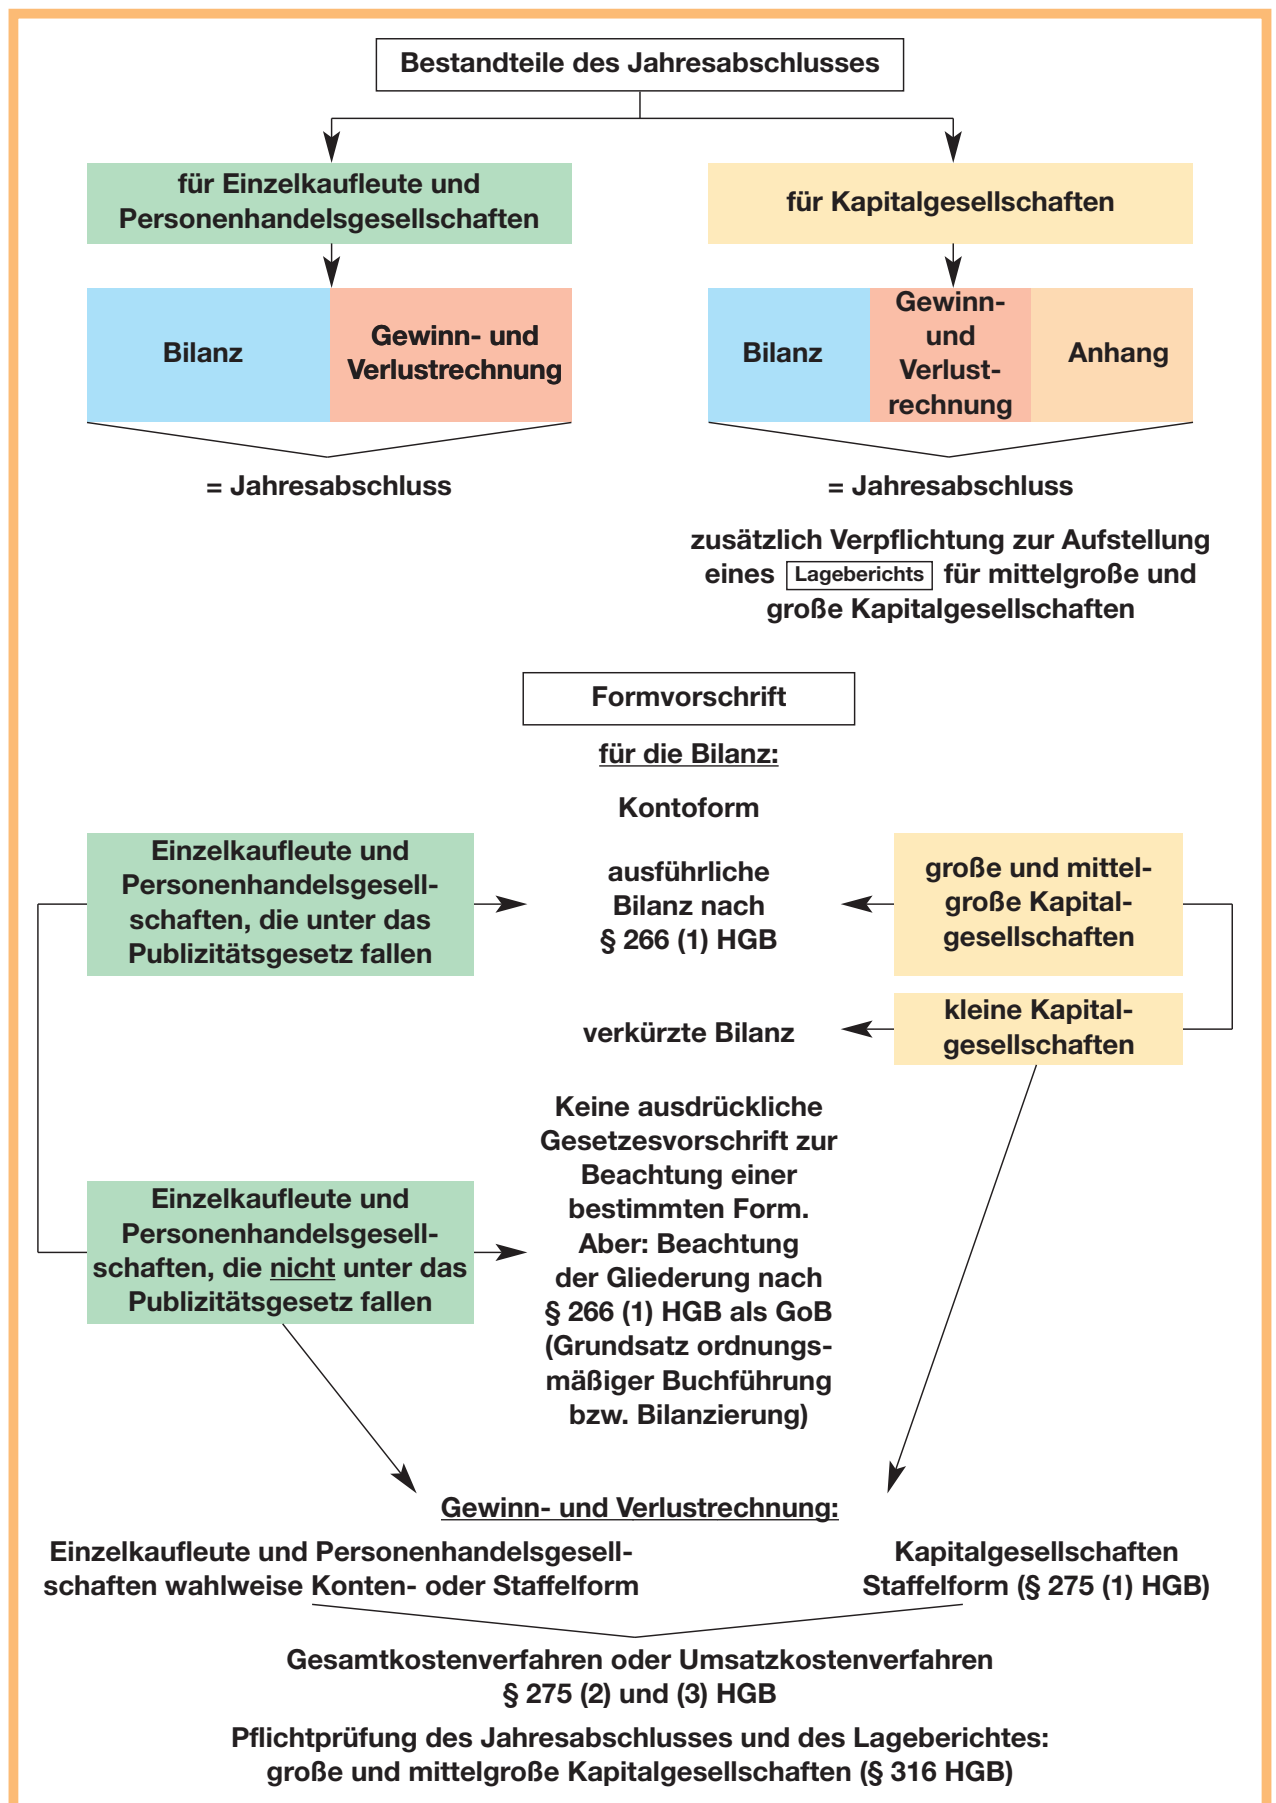 Bestandteile des Jahresabschlusses
für Einzelkaufleute und
Personenhandelsgesellschaften
für Kapitalgesellschaften
Bilanz
Gewinn- und
Verlustrechnung
Bilanz
Gewinn-
und
Verlust-
rechnung
Anhang
= Jahresabschluss
= Jahresabschluss
zusätzlich Verpflichtung zur Aufstellung
eines Lageberichts für mittelgroße und
große Kapitalgesellschaften
Formvorschrift
für die Bilanz:
Kontoform
Einzelkaufleute und
Personenhandelsgesell-
schaften, die unter das
Publizitätsgesetz fallen
ausführliche
Bilanz nach
§ 266 (1) HGB
große und mittel-
große Kapital-
gesellschaften
verkürzte Bilanz
kleine Kapital-
gesellschaften
Einzelkaufleute und
Personenhandelsgesell-
schaften, die nicht unter das
Publizitätsgesetz fallen
Keine ausdrückliche
Gesetzesvorschrift zur
Beachtung einer
bestimmten Form.
Aber: Beachtung
der Gliederung nach
§ 266 (1) HGB als GoB
(Grundsatz ordnungs-
mäßiger Buchführung
bzw. Bilanzierung)
Gewinn- und Verlustrechnung:
Einzelkaufleute und Personenhandelsgesell-
schaften wahlweise Konten- oder Staffelform
Kapitalgesellschaften
Staffelform (§ 275 (1) HGB)
Gesamtkostenverfahren oder Umsatzkostenverfahren
§ 275 (2) und (3) HGB
Pflichtprüfung des Jahresabschlusses und des Lageberichtes:
große und mittelgroße Kapitalgesellschaften (§ 316 HGB)